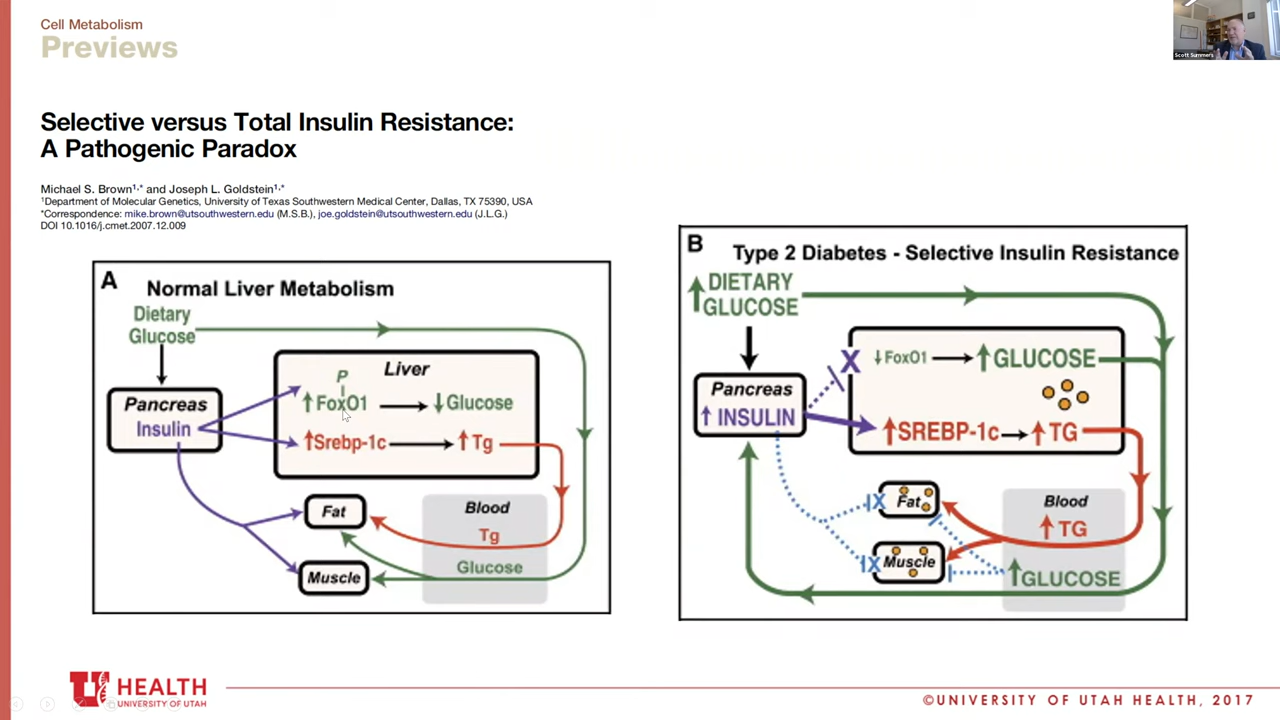 Cell Metabolism
Previews
Scott Summers
Selective versus Total Insulin Resistance:
A Pathogenic Paradox
Michael S. Brown1,* and Joseph L. Goldstein1,*
1Department of Molecular Genetics, University of Texas Southwestern Medical Center, Dallas, TX 75390, USA
*Correspondence: mike.brown@utsouthwestern.edu (M.S.B.), joe.goldstein@utsouthwestern.edu (J.L.G.)
DOI 10.1016/j.cmet.2007.12.009
A Normal Liver Metabolism
Dietary
Glucose
Liver
P
↑FoxO1 → ↓Glucose
Pancreas
Insulin
↑Srebp-1c → ↑Tg
Fat
Blood
Tg
Glucose
Muscle
B Type 2 Diabetes - Selective Insulin Resistance
↑DIETARY
GLUCOSE
X ↓FoxO1 → ↑GLUCOSE
Pancreas
↑INSULIN
↑SREBP-1c → ↑TG
X Fat
Blood
↑TG
X Muscle
↑GLUCOSE
U HEALTH
UNIVERSITY OF UTAH
©UNIVERSITY OF UTAH HEALTH, 2017